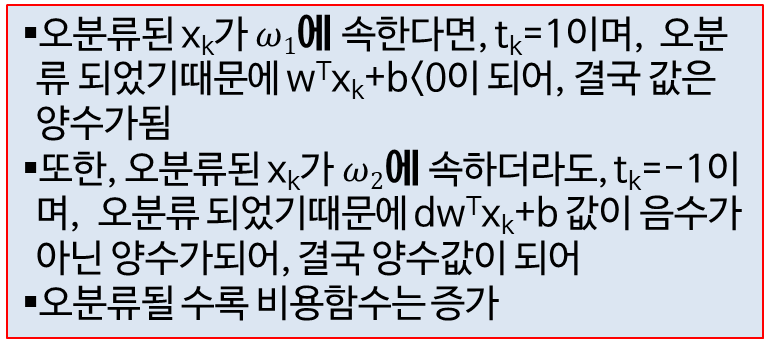 ▪오분류된 xₖ가 ω₁에 속한다면, tₖ=1이며, 오분
류 되었기때문에 wᵀxₖ+b<0이 되어, 결국 값은
양수가됨
▪또한, 오분류된 xₖ가 ω₂에 속하더라도, tₖ=-1이
며, 오분류 되었기때문에 dwᵀxₖ+b 값이 음수가
아닌 양수가되어, 결국 양수값이 되어
▪오분류될 수록 비용함수는 증가